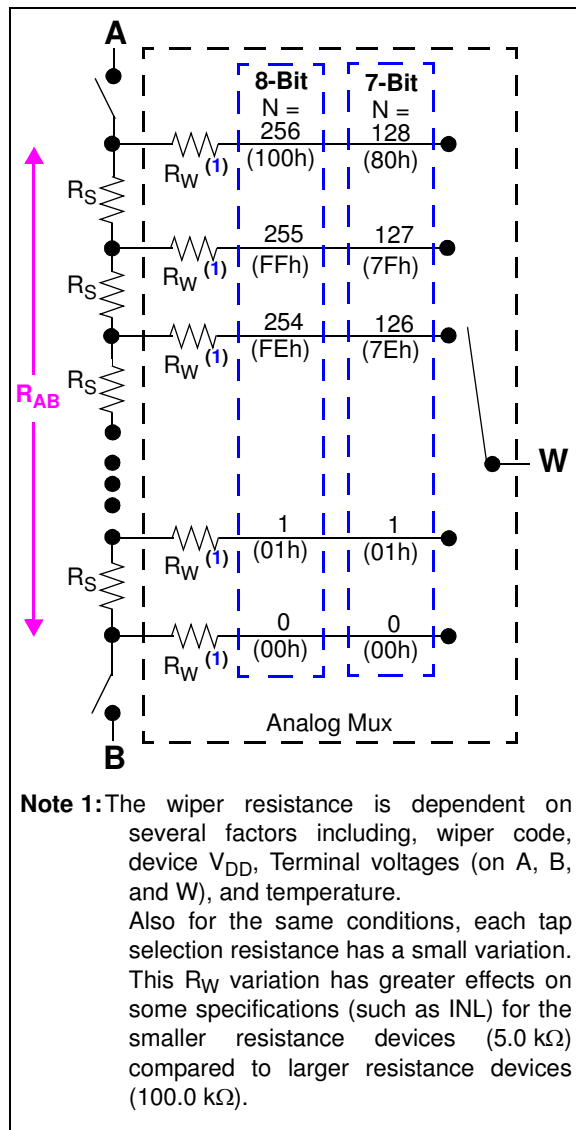 A
8-Bit
N =
7-Bit
N =
256
(100h)
128
(80h)
RW (1)
RS
255
(FFh)
127
(7Fh)
RW (1)
RS
254
(FEh)
126
(7Eh)
RW (1)
RS
RAB
W
1
(01h)
1
(01h)
RW (1)
RS
0
(00h)
0
(00h)
RW (1)
Analog Mux
B
Note 1: The wiper resistance is dependent on
several factors including, wiper code,
device VDD, Terminal voltages (on A, B,
and W), and temperature.
Also for the same conditions, each tap
selection resistance has a small variation.
This RW variation has greater effects on
some specifications (such as INL) for the
smaller resistance devices (5.0 kΩ)
compared to larger resistance devices
(100.0 kΩ).